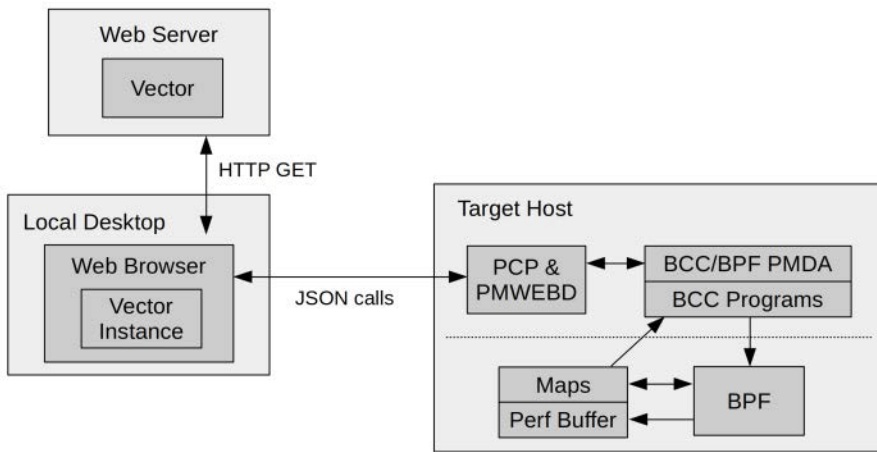 Web Server
Vector
HTTP GET
Local Desktop
Web Browser
Vector
Instance
JSON calls
Target Host
PCP &
PMWEBD
BCC/BPF PMDA
BCC Programs
Maps
Perf Buffer
BPF